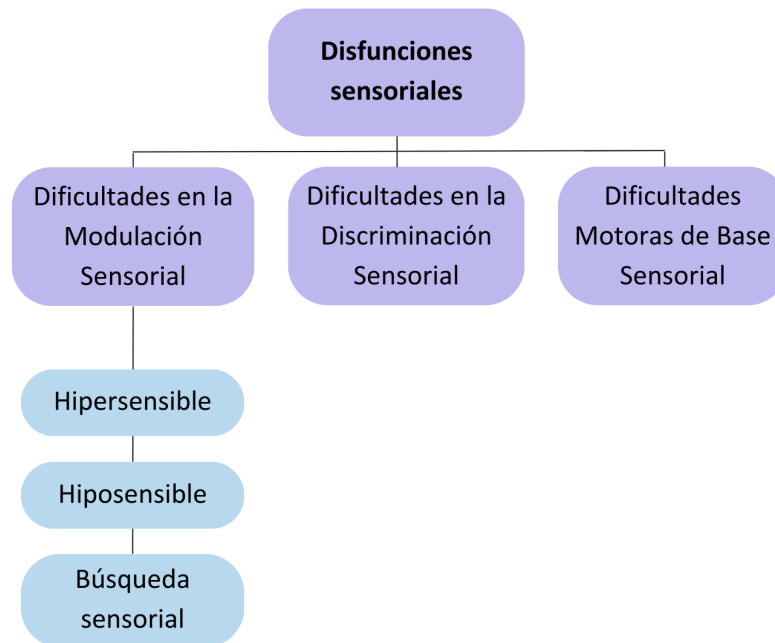 Disfunciones
sensoriales
Dificultades en la
Modulación
Sensorial
Dificultades en la
Discriminación
Sensorial
Dificultades
Motoras de Base
Sensorial
Hipersensible
Hiposensible
Búsqueda
sensorial